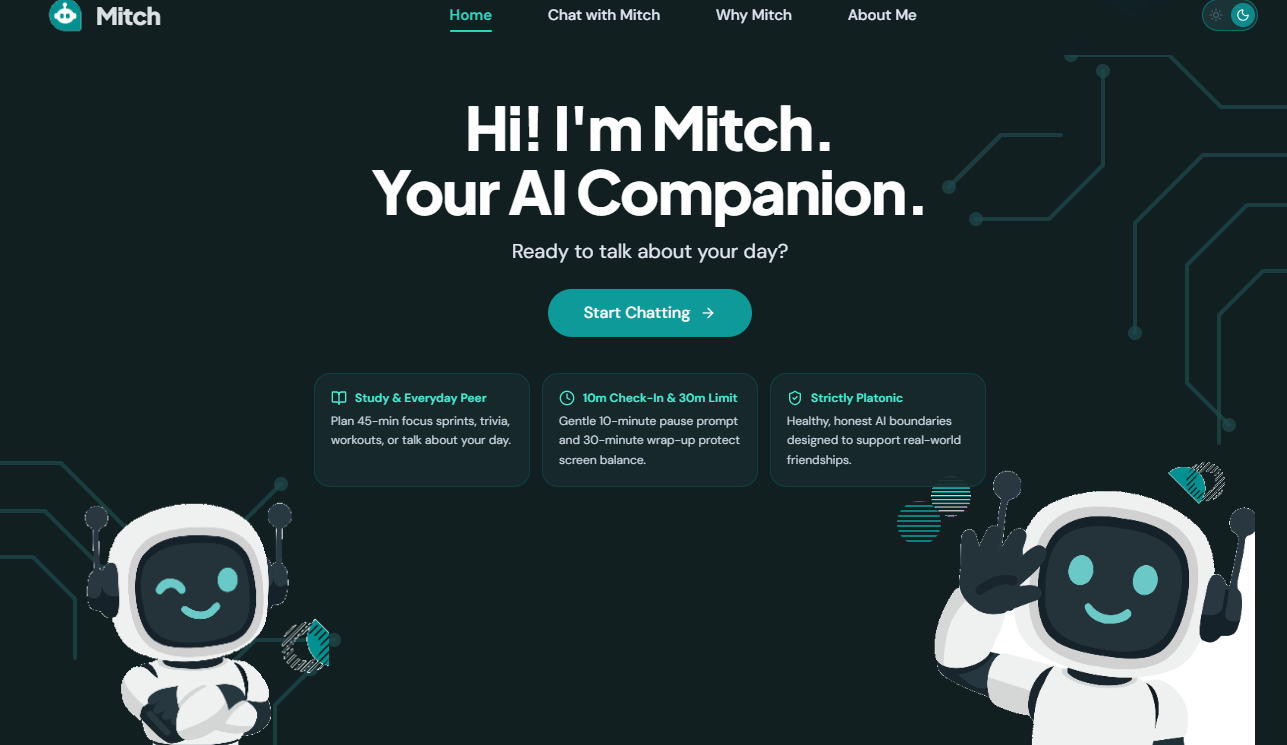 Mitch
Home
Chat with Mitch
Why Mitch
About Me
Hi! I'm Mitch.
Your AI Companion.
Ready to talk about your day?
Start Chatting
Study & Everyday Peer
Plan 45-min focus sprints, trivia,
workouts, or talk about your day.
10m Check-In & 30m Limit
Gentle 10-minute pause prompt
and 30-minute wrap-up protect
screen balance.
Strictly Platonic
Healthy, honest AI boundaries
designed to support real-world
friendships.